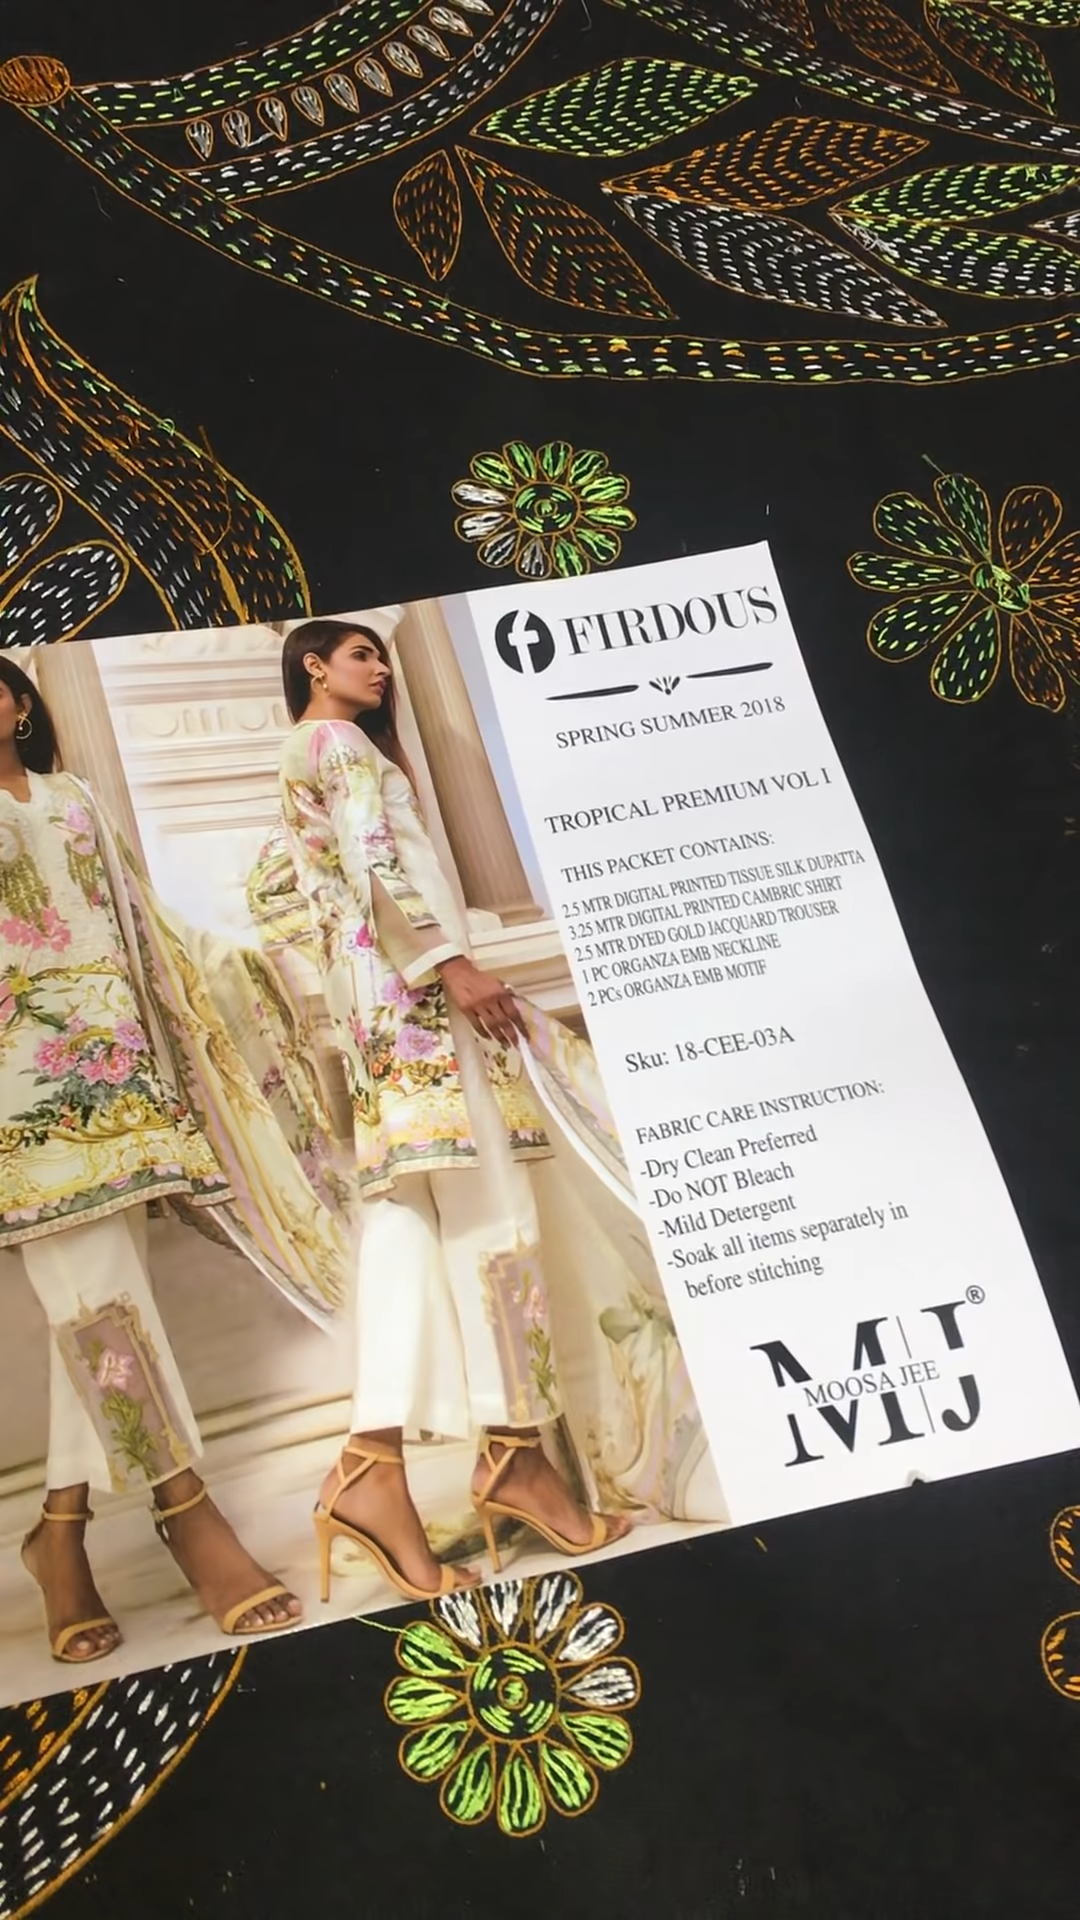 f FIRDOUS
SPRING SUMMER 2018
TROPICAL PREMIUM VOL I
THIS PACKET CONTAINS:
2.5 MTR DIGITAL PRINTED TISSUE SILK DUPATTA
3.25 MTR DIGITAL PRINTED CAMBRIC SHIRT
2.5 MTR DYED GOLD JACQUARD TROUSER
1 PC ORGANZA EMB NECKLINE
2 PCs ORGANZA EMB MOTIF
Sku: 18-CEE-03A
FABRIC CARE INSTRUCTION:
-Dry Clean Preferred
-Do NOT Bleach
-Mild Detergent
-Soak all items separately in
before stitching
MJ®
MOOSA JEE